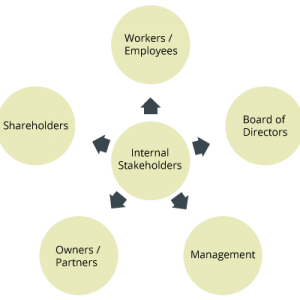 Workers /
Employees
Shareholders
Board of
Directors
Internal
Stakeholders
Owners /
Partners
Management